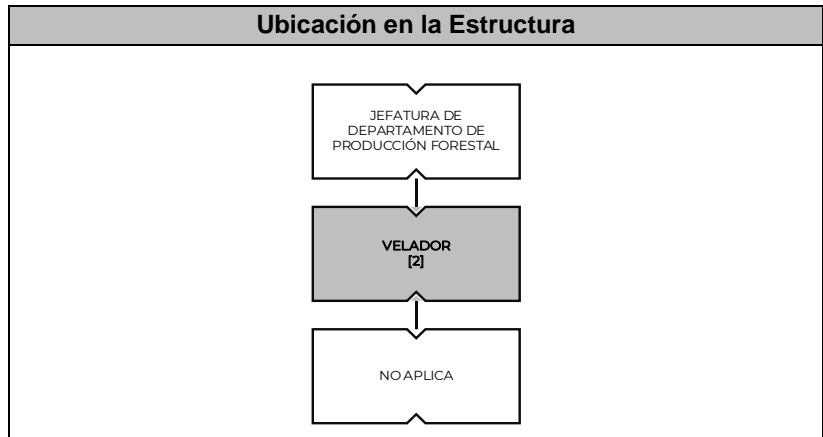 Ubicación en la Estructura
JEFATURA DE
DEPARTAMENTO DE
PRODUCCIÓN FORESTAL
VELADOR
[2]
NO APLICA